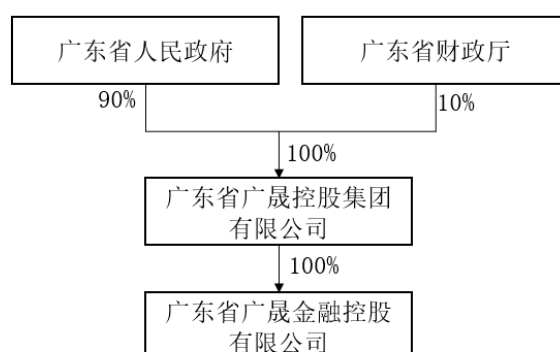 广东省人民政府
广东省财政厅
90%
10%
100%
广东省广晟控股集团
有限公司
100%
广东省广晟金融控股
有限公司